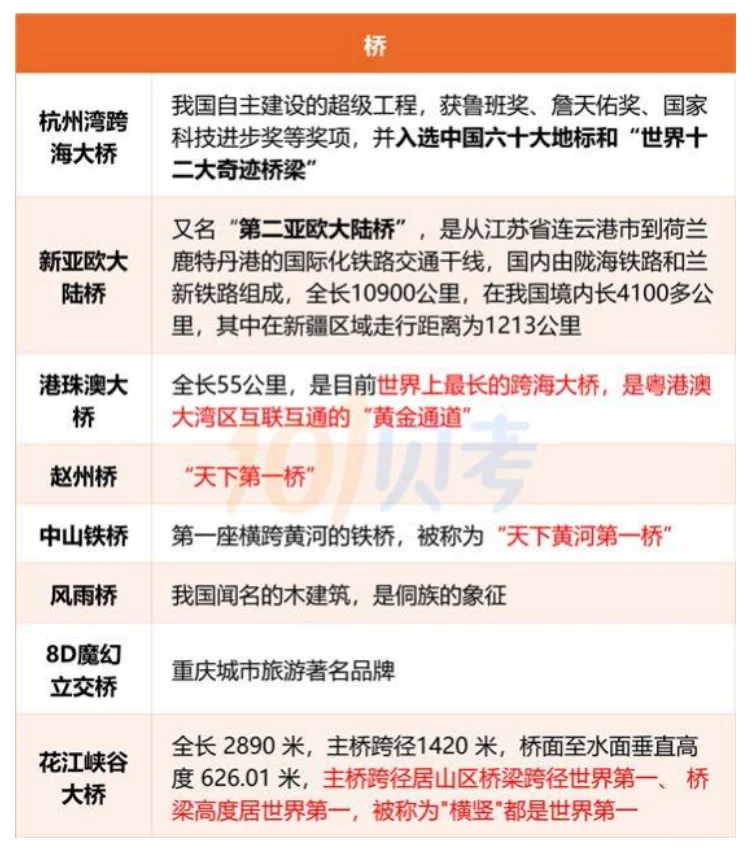 桥
杭州湾跨
海大桥
我国自主建设的超级工程，获鲁班奖、詹天佑奖、国家
科技进步奖等奖项，并入选中国六十大地标和“世界十
二大奇迹桥梁”
新亚欧大
陆桥
又名“第二亚欧大陆桥”，是从江苏省连云港市到荷兰
鹿特丹港的国际化铁路交通干线，国内由陇海铁路和兰
新铁路组成，全长10900公里，在我国境内长4100多公
里，其中在新疆区域走行距离为1213公里
港珠澳大
桥
全长55公里，是目前世界上最长的跨海大桥，是粤港澳
大湾区互联互通的“黄金通道”
赵州桥
“天下第一桥”
中山铁桥
第一座横跨黄河的铁桥，被称为“天下黄河第一桥”
风雨桥
我国闻名的木建筑，是侗族的象征
8D魔幻
立交桥
重庆城市旅游著名品牌
花江峡谷
大桥
全长 2890 米，主桥跨径1420 米，桥面至水面垂直高
度 626.01 米，主桥跨径居山区桥梁跨径世界第一、 桥
梁高度居世界第一，被称为"横竖"都是世界第一
101贝考